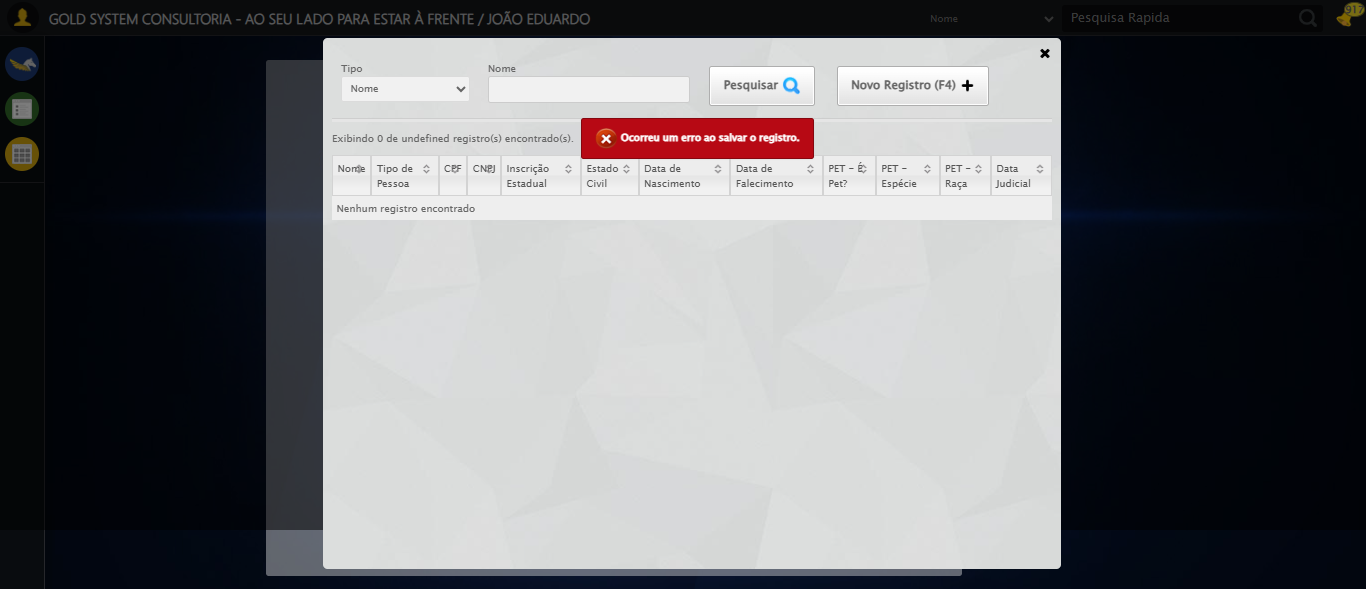 GOLD SYSTEM CONSULTORIA - AO SEU LADO PARA ESTAR À FRENTE / JOÃO EDUARDO
Nome
Pesquisa Rapida
917
Tipo
Nome
Nome
Pesquisar
Novo Registro (F4)
Exibindo 0 de undefined registro(s) encontrado(s).
Ocorreu um erro ao salvar o registro.
Nome
Tipo de
Pessoa
CPF
CNPJ
Inscrição
Estadual
Estado
Civil
Data de
Nascimento
Data de
Falecimento
PET - É
Pet?
PET -
Espécie
PET -
Raça
Data
Judicial
Nenhum registro encontrado